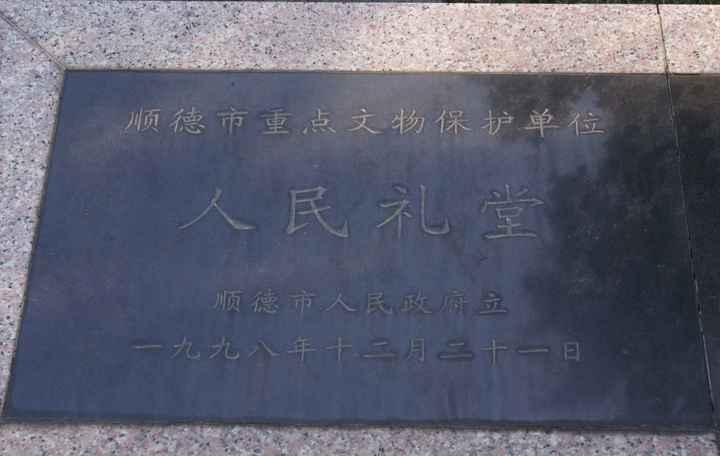 顺德市重点文物保护单位
人民礼堂
顺德市人民政府立
一九九八年十二月二十一日